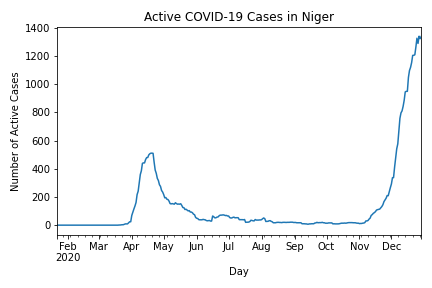 Active COVID-19 Cases in Niger
Number of Active Cases
1400
1200
1000
800
600
400
200
0
Feb Mar Apr May Jun Jul Aug Sep Oct Nov Dec
2020
Day